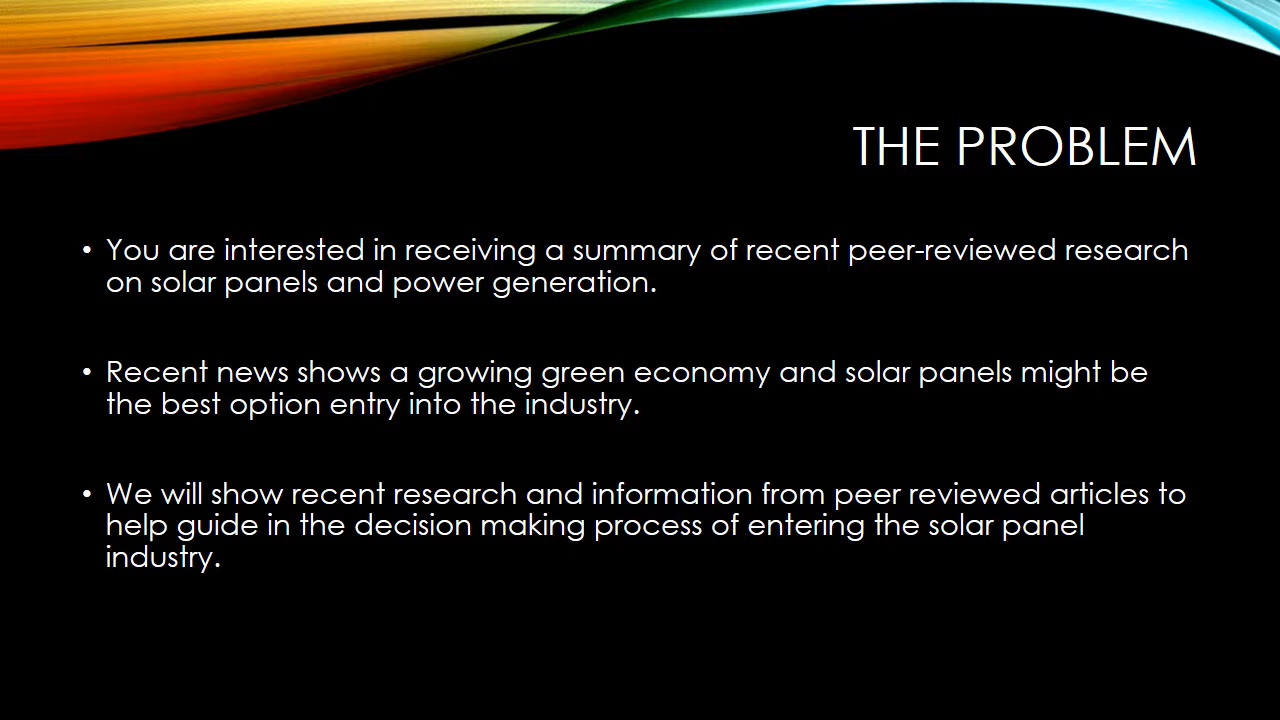 THE PROBLEM
• You are interested in receiving a summary of recent peer-reviewed research
on solar panels and power generation.
• Recent news shows a growing green economy and solar panels might be
the best option entry into the industry.
• We will show recent research and information from peer reviewed articles to
help guide in the decision making process of entering the solar panel
industry.